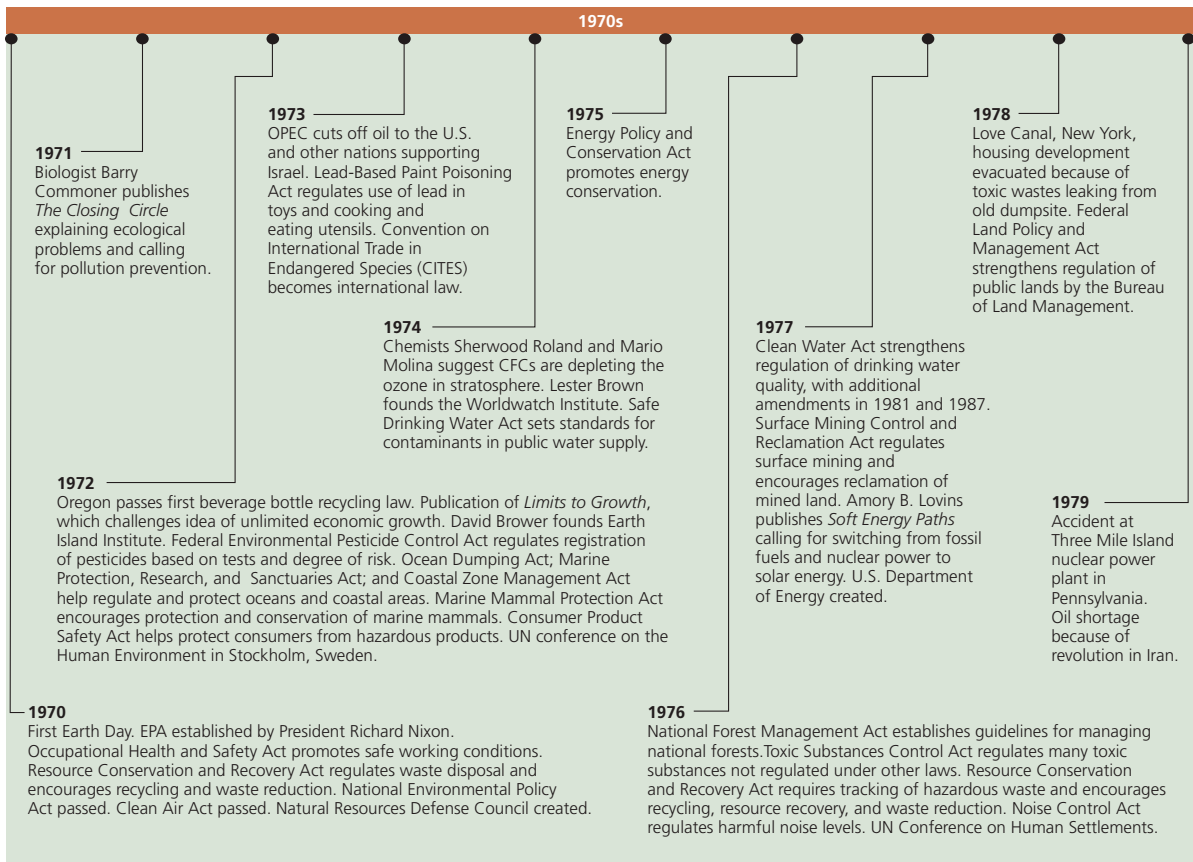 1970s
1970
First Earth Day. EPA established by President Richard Nixon.
Occupational Health and Safety Act promotes safe working conditions.
Resource Conservation and Recovery Act regulates waste disposal and
encourages recycling and waste reduction. National Environmental Policy
Act passed. Clean Air Act passed. Natural Resources Defense Council created.
1971
Biologist Barry
Commoner publishes
The Closing Circle
explaining ecological
problems and calling
for pollution prevention.
1972
Oregon passes first beverage bottle recycling law. Publication of Limits to Growth,
which challenges idea of unlimited economic growth. David Brower founds Earth
Island Institute. Federal Environmental Pesticide Control Act regulates registration
of pesticides based on tests and degree of risk. Ocean Dumping Act; Marine
Protection, Research, and Sanctuaries Act; and Coastal Zone Management Act
help regulate and protect oceans and coastal areas. Marine Mammal Protection Act
encourages protection and conservation of marine mammals. Consumer Product
Safety Act helps protect consumers from hazardous products. UN conference on the
Human Environment in Stockholm, Sweden.
1973
OPEC cuts off oil to the U.S.
and other nations supporting
Israel. Lead-Based Paint Poisoning
Act regulates use of lead in
toys and cooking and
eating utensils. Convention on
International Trade in
Endangered Species (CITES)
becomes international law.
1974
Chemists Sherwood Roland and Mario
Molina suggest CFCs are depleting the
ozone in stratosphere. Lester Brown
founds the Worldwatch Institute. Safe
Drinking Water Act sets standards for
contaminants in public water supply.
1975
Energy Policy and
Conservation Act
promotes energy
conservation.
1976
National Forest Management Act establishes guidelines for managing
national forests.Toxic Substances Control Act regulates many toxic
substances not regulated under other laws. Resource Conservation
and Recovery Act requires tracking of hazardous waste and encourages
recycling, resource recovery, and waste reduction. Noise Control Act
regulates harmful noise levels. UN Conference on Human Settlements.
1977
Clean Water Act strengthens
regulation of drinking water
quality, with additional
amendments in 1981 and 1987.
Surface Mining Control and
Reclamation Act regulates
surface mining and
encourages reclamation of
mined land. Amory B. Lovins
publishes Soft Energy Paths
calling for switching from fossil
fuels and nuclear power to
solar energy. U.S. Department
of Energy created.
1978
Love Canal, New York,
housing development
evacuated because of
toxic wastes leaking from
old dumpsite. Federal
Land Policy and
Management Act
strengthens regulation of
public lands by the Bureau
of Land Management.
1979
Accident at
Three Mile Island
nuclear power
plant in
Pennsylvania.
Oil shortage
because of
revolution in Iran.